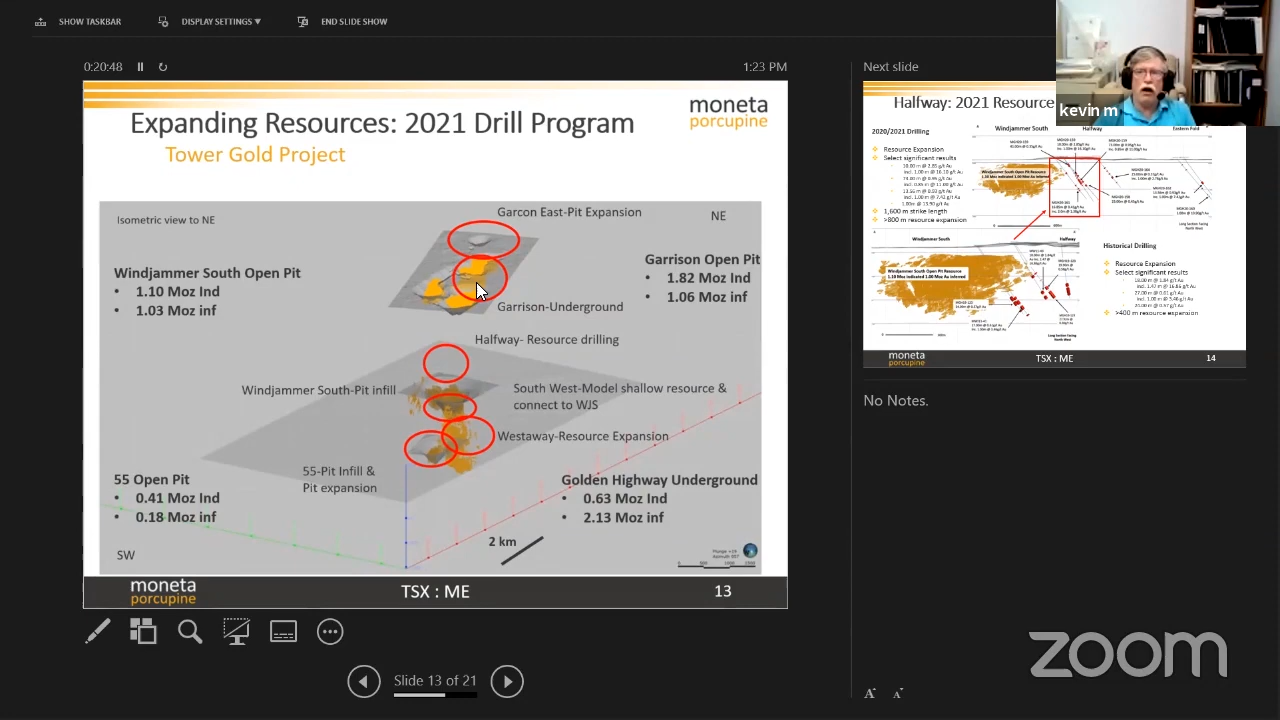 SHOW TASKBAR
DISPLAY SETTINGS ▼
END SLIDE SHOW
0:20:48
1:23 PM
moneta
porcupine
Expanding Resources: 2021 Drill Program
Tower Gold Project
Isometric view to NE
Garcon East-Pit Expansion
NE
Windjammer South Open Pit
• 1.10 Moz Ind
• 1.03 Moz inf
Garrison Open Pit
• 1.82 Moz Ind
• 1.06 Moz inf
Garrison-Underground
Halfway- Resource drilling
Windjammer South-Pit infill
South West-Model shallow resource &
connect to WJS
Westaway-Resource Expansion
55-Pit Infill &
Pit expansion
55 Open Pit
• 0.41 Moz Ind
• 0.18 Moz inf
Golden Highway Underground
• 0.63 Moz Ind
• 2.13 Moz inf
SW
2 km
moneta
porcupine
TSX : ME
13
Slide 13 of 21
Next slide
kevin m
Halfway: 2021 Resource
2020/2021 Drilling
Resource Expansion
Select significant results
1,600 m strike length
>800 m resource expansion
Windjammer South
Halfway
Eastern Fold
Windjammer South
Halfway
Historical Drilling
Resource Expansion
Select significant results
>400 m resource expansion
moneta
porcupine
TSX : ME
14
No Notes.
zoom
A
A